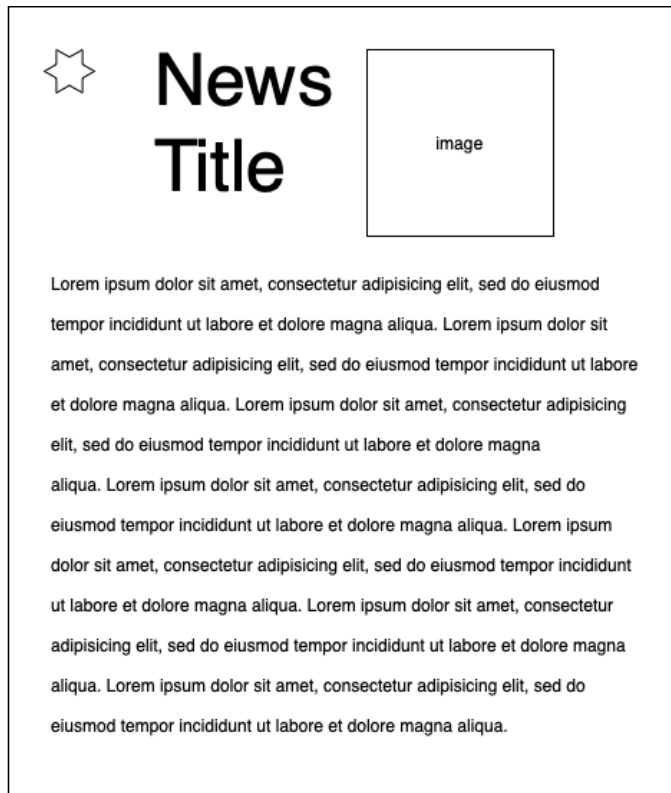 News
Title
image
Lorem ipsum dolor sit amet, consectetur adipisicing elit, sed do eiusmod
tempor incididunt ut labore et dolore magna aliqua. Lorem ipsum dolor sit
amet, consectetur adipisicing elit, sed do eiusmod tempor incididunt ut labore
et dolore magna aliqua. Lorem ipsum dolor sit amet, consectetur adipisicing
elit, sed do eiusmod tempor incididunt ut labore et dolore magna
aliqua. Lorem ipsum dolor sit amet, consectetur adipisicing elit, sed do
eiusmod tempor incididunt ut labore et dolore magna aliqua. Lorem ipsum
dolor sit amet, consectetur adipisicing elit, sed do eiusmod tempor incididunt
ut labore et dolore magna aliqua. Lorem ipsum dolor sit amet, consectetur
adipisicing elit, sed do eiusmod tempor incididunt ut labore et dolore magna
aliqua. Lorem ipsum dolor sit amet, consectetur adipisicing elit, sed do
eiusmod tempor incididunt ut labore et dolore magna aliqua.